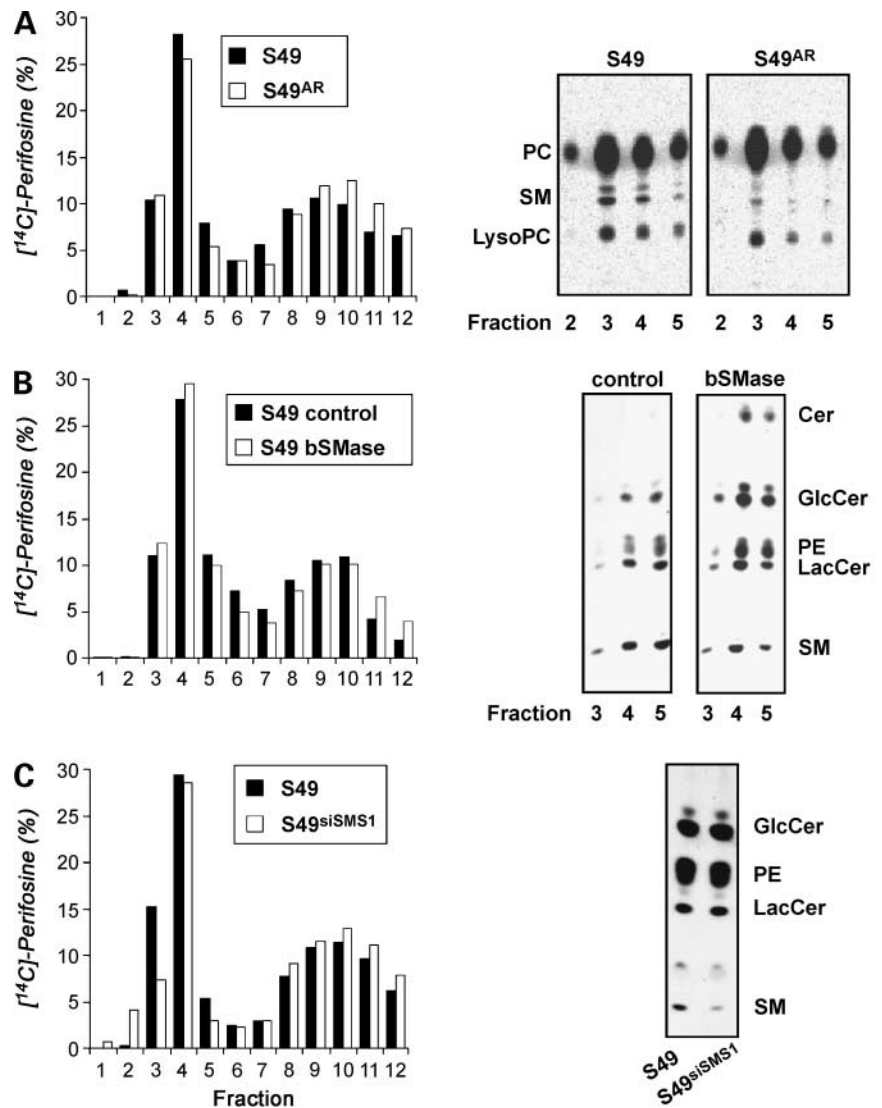 A
[¹⁴C]-Perifosine (%)
30
25
20
15
10
5
0
S49
S49ᴬᴿ
1 2 3 4 5 6 7 8 9 10 11 12
S49 S49ᴬᴿ
PC
SM
LysoPC
Fraction 2 3 4 5 2 3 4 5
B
[¹⁴C]-Perifosine (%)
30
25
20
15
10
5
0
S49 control
S49 bSMase
1 2 3 4 5 6 7 8 9 10 11 12
control bSMase
Cer
GlcCer
PE
LacCer
SM
Fraction 3 4 5 3 4 5
C
[¹⁴C]-Perifosine (%)
30
25
20
15
10
5
0
S49
S49ˢⁱˢᴹˢ¹
1 2 3 4 5 6 7 8 9 10 11 12
Fraction
GlcCer
PE
LacCer
SM
S49
S49ˢⁱˢᴹˢ¹